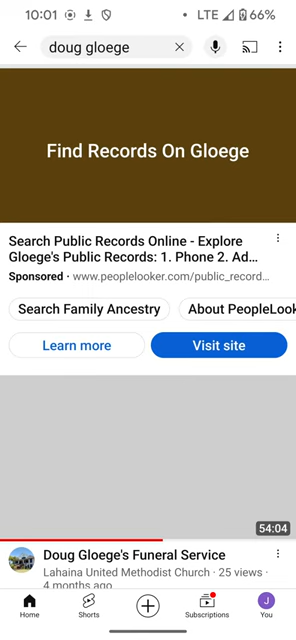 10:01
LTE 66%
doug gloege
Find Records On Gloege
Search Public Records Online - Explore
Gloege's Public Records: 1. Phone 2. Ad...
Sponsored · www.peoplelooker.com/public_record...
Search Family Ancestry
About PeopleLook
Learn more
Visit site
54:04
Doug Gloege's Funeral Service
Lahaina United Methodist Church · 25 views ·
4 months ago
Home
Shorts
Subscriptions
J
You